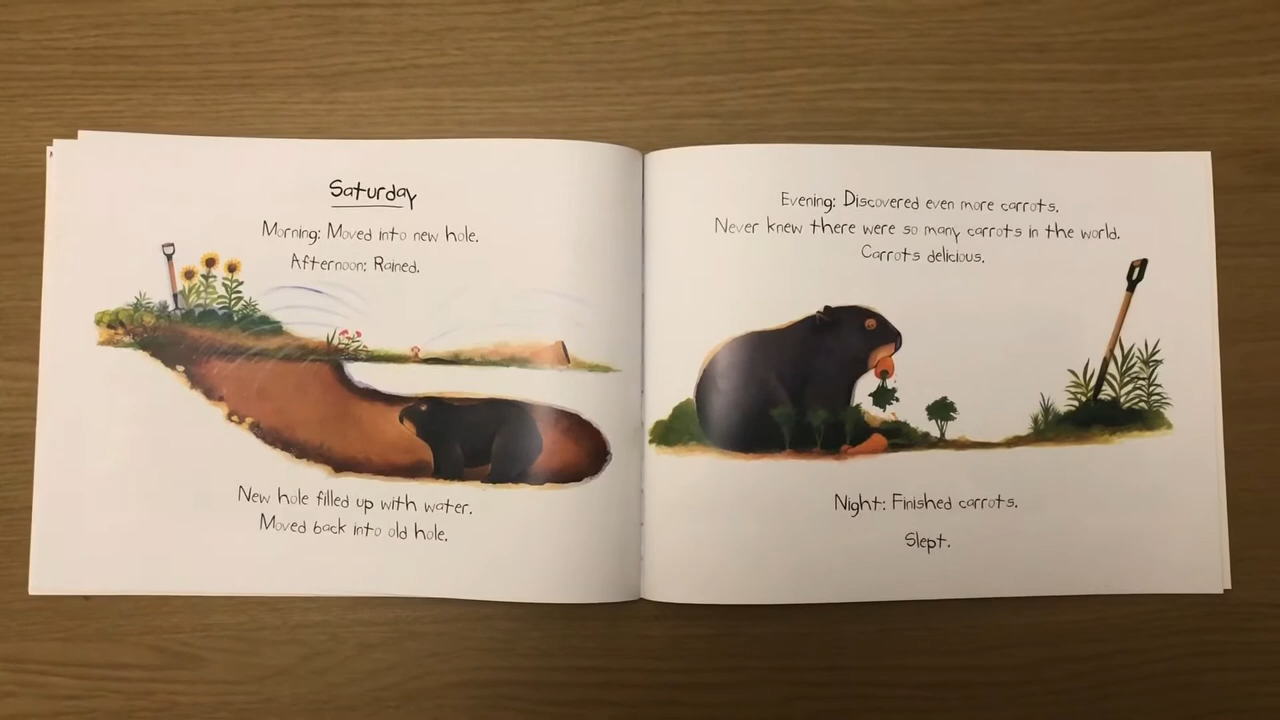 Saturday
Morning: Moved into new hole.
Afternoon: Rained.
New hole filled up with water.
Moved back into old hole.
Evening: Discovered even more carrots.
Never knew there were so many carrots in the world.
Carrots delicious.
Night: Finished carrots.
Slept.